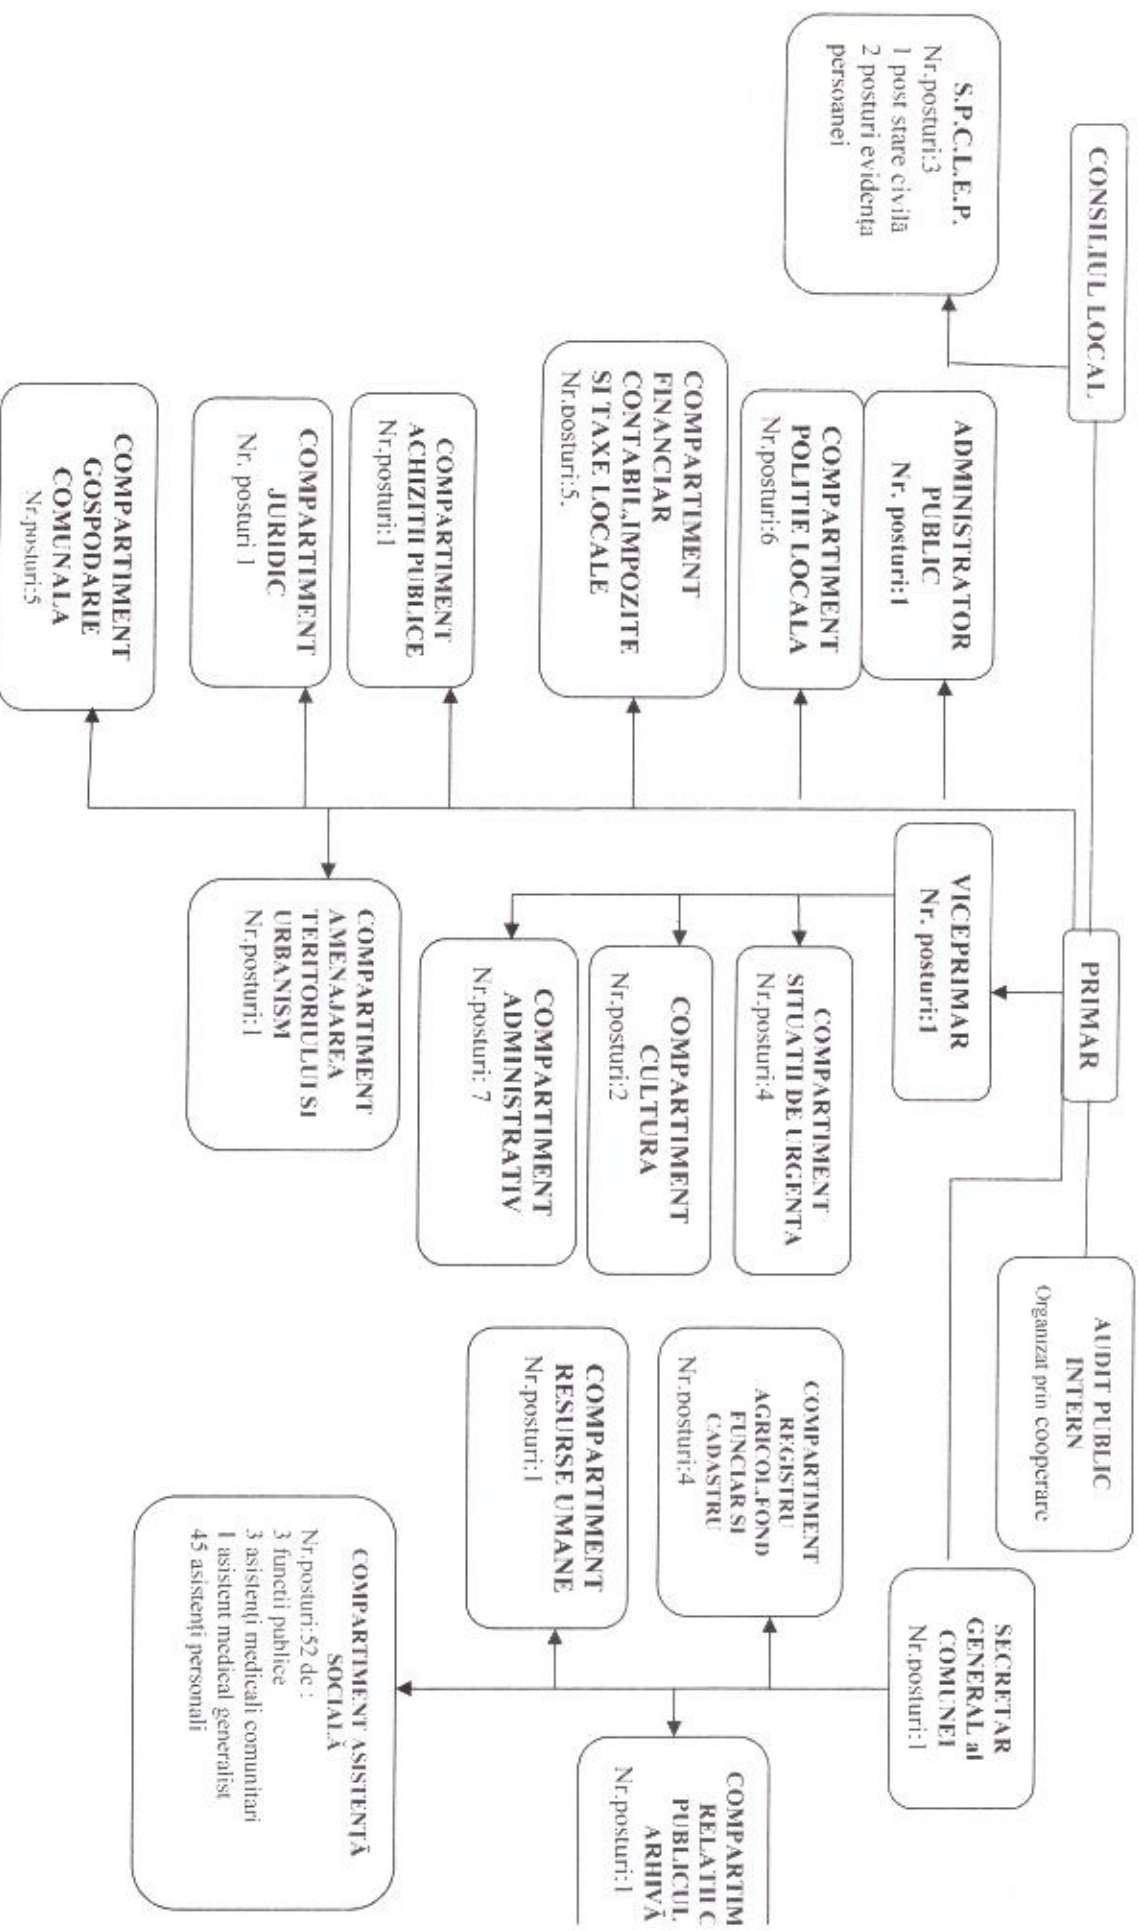 CONSILIUL LOCAL
PRIMAR
AUDIT PUBLIC
INTERN
Organizat prin cooperare
S.P.C.L.E.P.
Nr.posturi:3
1 post stare civilă
2 posturi evidența
persoanei
ADMINISTRATOR
PUBLIC
Nr. posturi:1
VICEPRIMAR
Nr. posturi:1
SECRETAR
GENERAL al
COMUNEI
Nr.posturi:1
COMPARTIMENT
POLITIE LOCALA
Nr.posturi:6
COMPARTIMENT
SITUATII DE URGENTA
Nr.posturi:4
COMPARTIMENT
REGISTRU
AGRICOL,FOND
FUNCIAR SI
CADASTRU
Nr.posturi:4
COMPARTIM
RELATII C
PUBLICUL
ARHIVĂ
Nr.posturi:1
COMPARTIMENT
FINANCIAR
CONTABIL,IMPOZITE
SI TAXE LOCALE
Nr.posturi:5.
COMPARTIMENT
CULTURA
Nr.posturi:2
COMPARTIMENT
RESURSE UMANE
Nr.posturi:1
COMPARTIMENT
ACHIZITII PUBLICE
Nr.posturi:1
COMPARTIMENT
ADMINISTRATIV
Nr.posturi: 7
COMPARTIMENT
JURIDIC
Nr. posturi 1
COMPARTIMENT
AMENAJAREA
TERITORIULUI SI
URBANISM
Nr.posturi:1
COMPARTIMENT ASISTENȚĂ
SOCIALĂ
Nr.posturi:52 dc :
3 functii publice
3 asistenți medicali comunitari
1 asistent medical generalist
45 asistenți personali
COMPARTIMENT
GOSPODARIE
COMUNALA
Nr.posturi:5